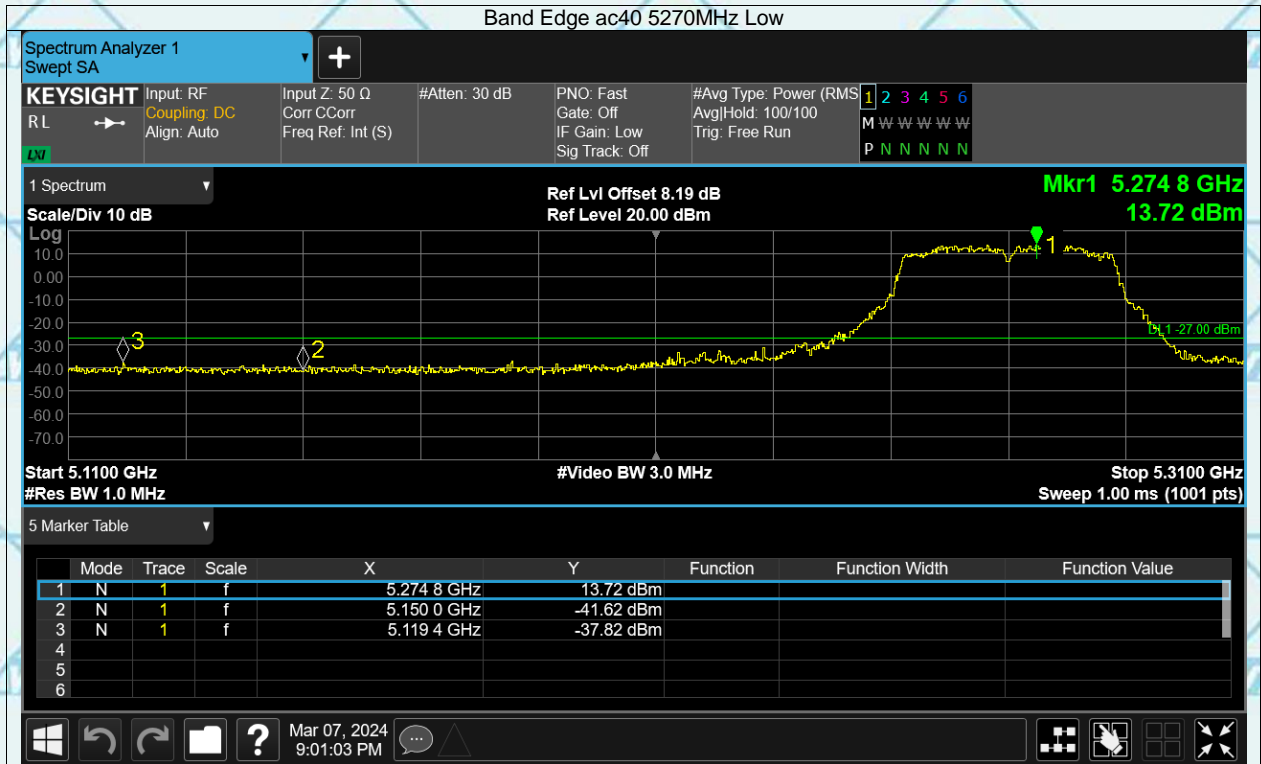 Band Edge ac40 5270MHz Low
Spectrum Analyzer 1
Swept SA
KEYSIGHT
RL
LXI
Input: RF
Coupling: DC
Align: Auto
Input Z: 50 Ω
Corr CCorr
Freq Ref: Int (S)
#Atten: 30 dB
PNO: Fast
Gate: Off
IF Gain: Low
Sig Track: Off
#Avg Type: Power (RMS
Avg|Hold: 100/100
Trig: Free Run
1 2 3 4 5 6
M W W W W W
P N N N N N
1 Spectrum
Scale/Div 10 dB
Ref Lvl Offset 8.19 dB
Ref Level 20.00 dBm
Mkr1 5.274 8 GHz
13.72 dBm
Log
10.0
0.00
-10.0
-20.0
-30.0
-40.0
-50.0
-60.0
-70.0
1
DL1 -27.00 dBm
3
2
Start 5.1100 GHz
#Video BW 3.0 MHz
Stop 5.3100 GHz
#Res BW 1.0 MHz
Sweep 1.00 ms (1001 pts)
5 Marker Table
Mode Trace Scale X Y Function Function Width Function Value
1 N 1 f 5.274 8 GHz 13.72 dBm
2 N 1 f 5.150 0 GHz -41.62 dBm
3 N 1 f 5.119 4 GHz -37.82 dBm
4
5
6
?
Mar 07, 2024
9:01:03 PM